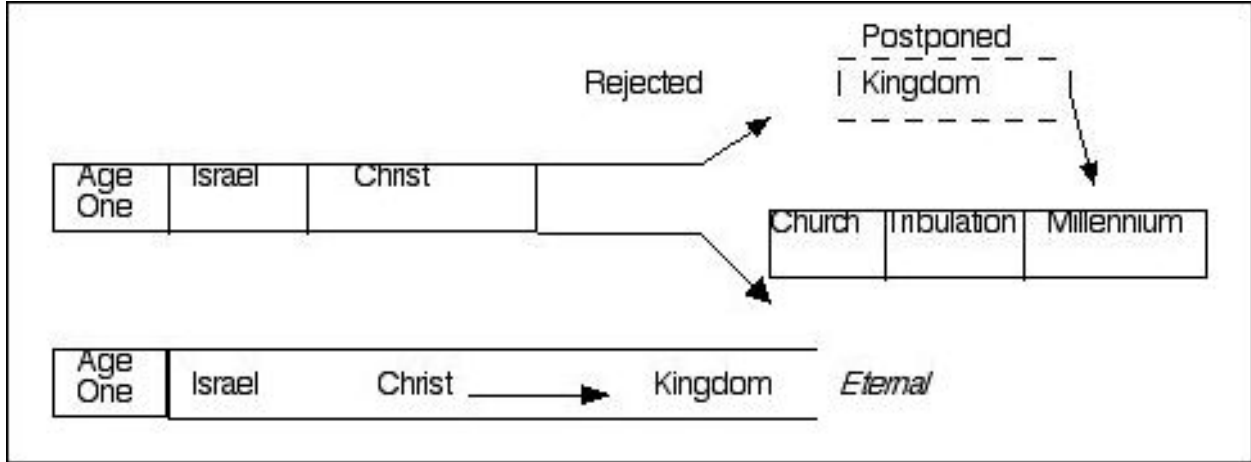 Postponed
Rejected Kingdom
Age One Israel Christ
Church Tribulation Millennium
Age One Israel Christ Kingdom Eternal